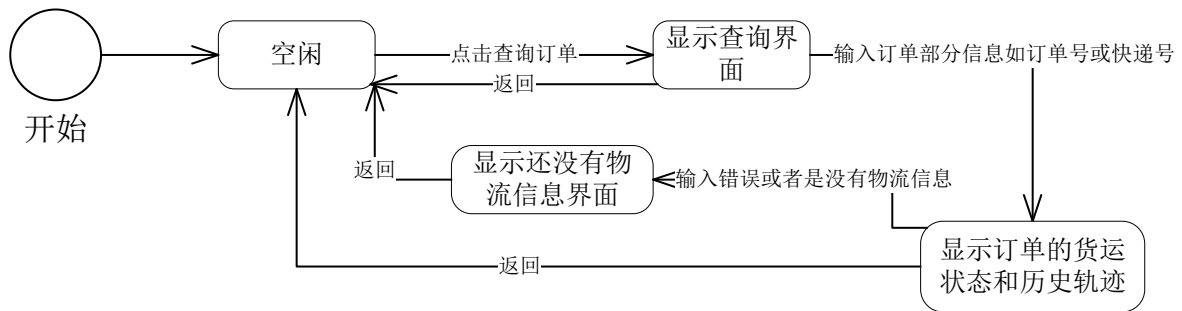 空闲
点击查询订单
显示查询界
面
输入订单部分信息如订单号或快递号
返回
开始
显示还没有物
流信息界面
返回
输入错误或者是没有物流信息
显示订单的货运
状态和历史轨迹
返回